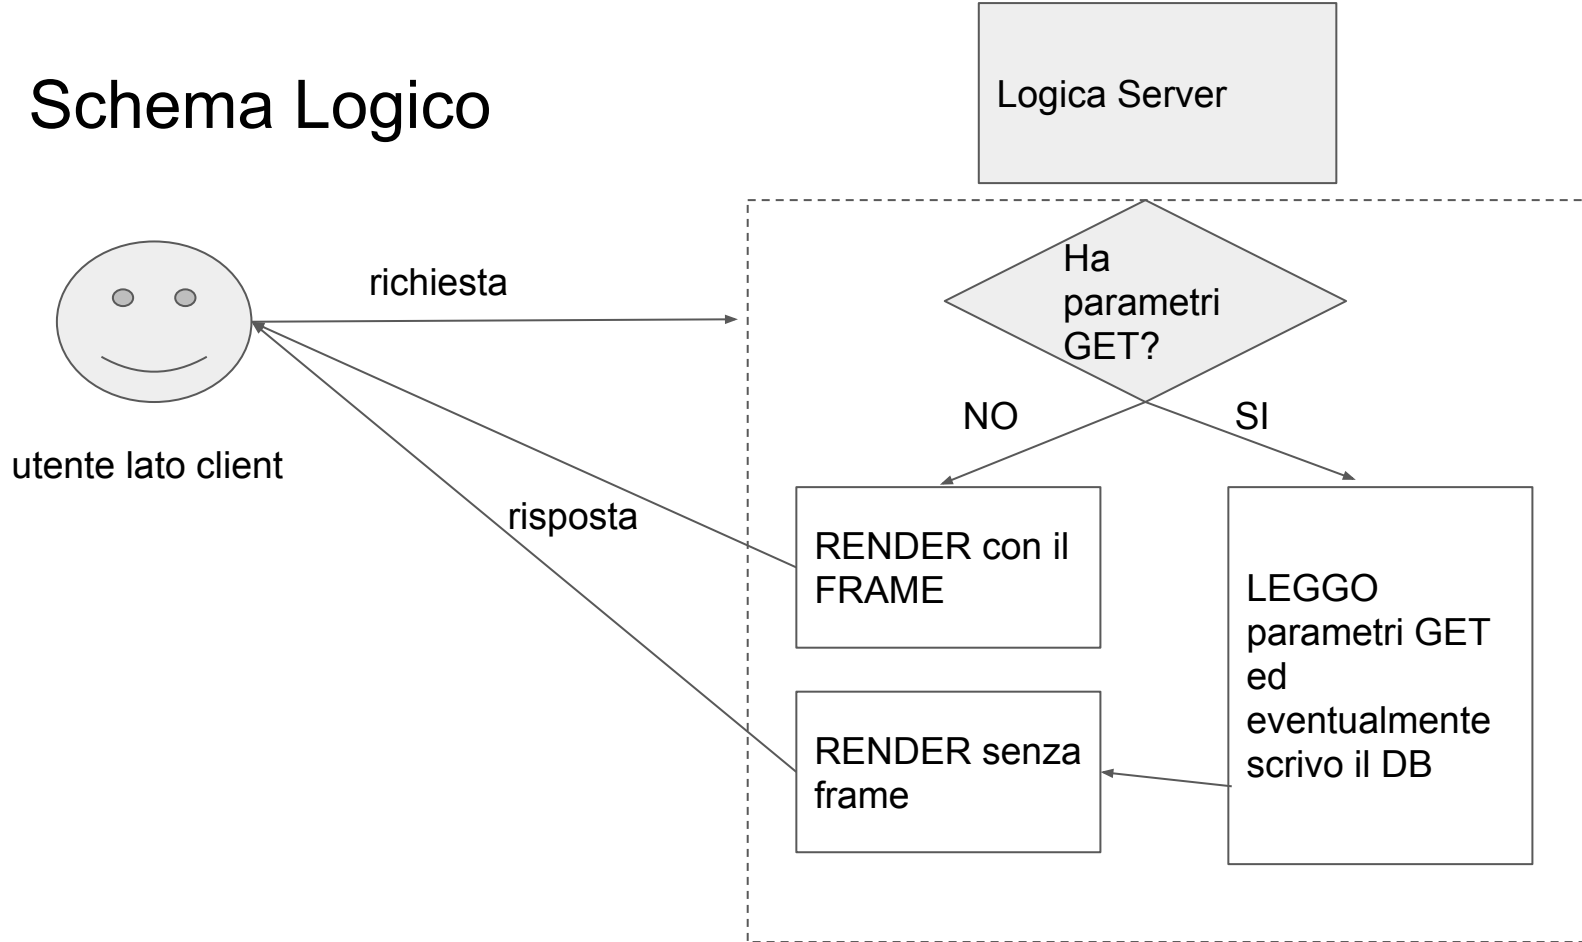 Schema Logico
Logica Server
Ha
parametri
GET?
richiesta
NO
SI
utente lato client
risposta
RENDER con il
FRAME
LEGGO
parametri GET
ed
eventualmente
scrivo il DB
RENDER senza
frame